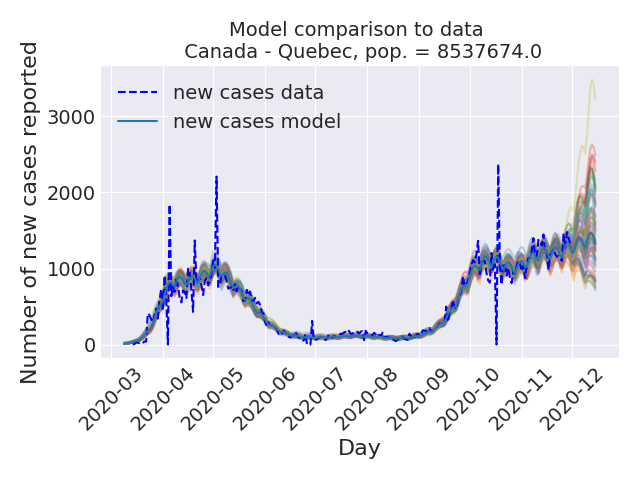 Model comparison to data
Canada - Quebec, pop. = 8537674.0
Number of new cases reported
3000
2000
1000
0
new cases data
new cases model
2020-03
2020-04
2020-05
2020-06
2020-07
2020-08
2020-09
2020-10
2020-11
2020-12
Day